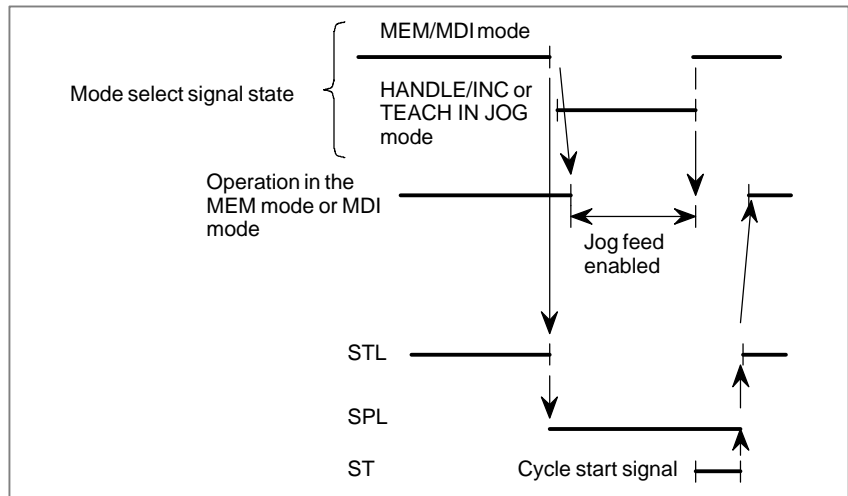 MEM/MDI mode
Mode select signal state
HANDLE/INC or
TEACH IN JOG
mode
Operation in the
MEM mode or MDI
mode
Jog feed
enabled
STL
SPL
ST
Cycle start signal